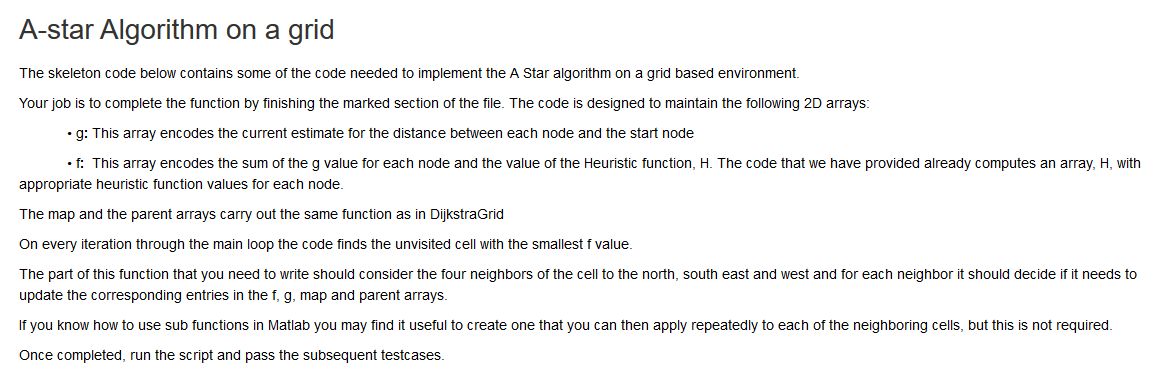 A-star Algorithm on a grid
The skeleton code below contains some of the code needed to implement the A Star algorithm on a grid based environment.
Your job is to complete the function by finishing the marked section of the file. The code is designed to maintain the following 2D arrays:
• g: This array encodes the current estimate for the distance between each node and the start node
• f:  This array encodes the sum of the g value for each node and the value of the Heuristic function, H. The code that we have provided already computes an array, H, with
appropriate heuristic function values for each node.
The map and the parent arrays carry out the same function as in DijkstraGrid
On every iteration through the main loop the code finds the unvisited cell with the smallest f value.
The part of this function that you need to write should consider the four neighbors of the cell to the north, south east and west and for each neighbor it should decide if it needs to
update the corresponding entries in the f, g, map and parent arrays.
If you know how to use sub functions in Matlab you may find it useful to create one that you can then apply repeatedly to each of the neighboring cells, but this is not required.
Once completed, run the script and pass the subsequent testcases.